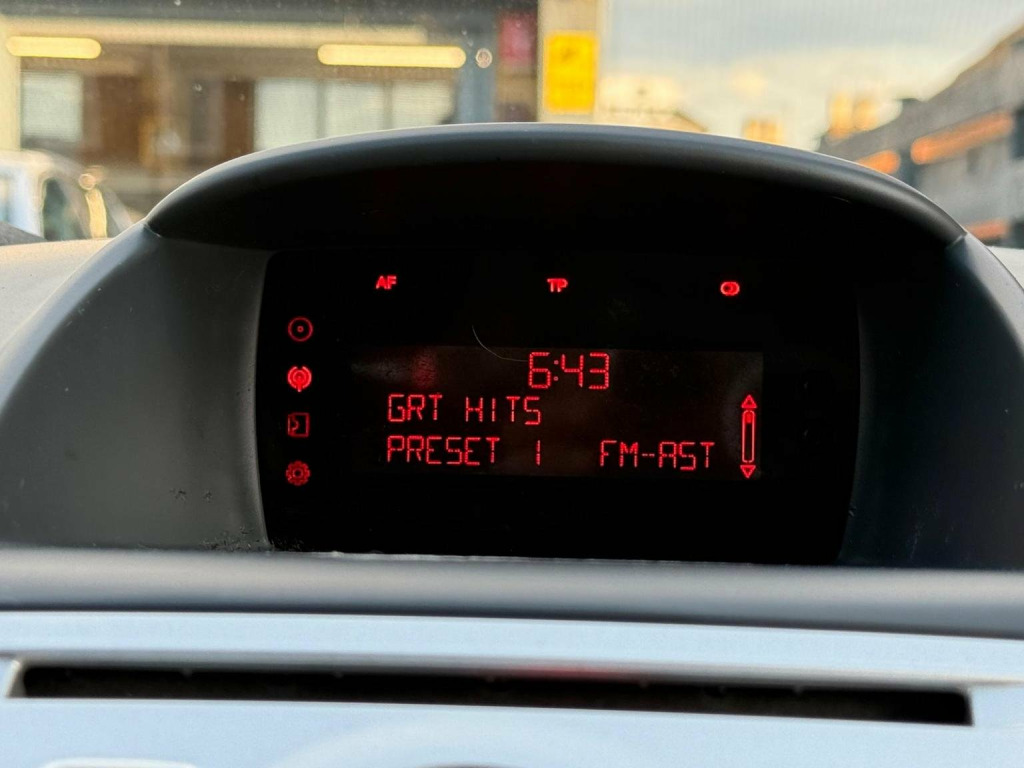 AF TP
6:43
GRT HITS
PRESET 1 FM-AST